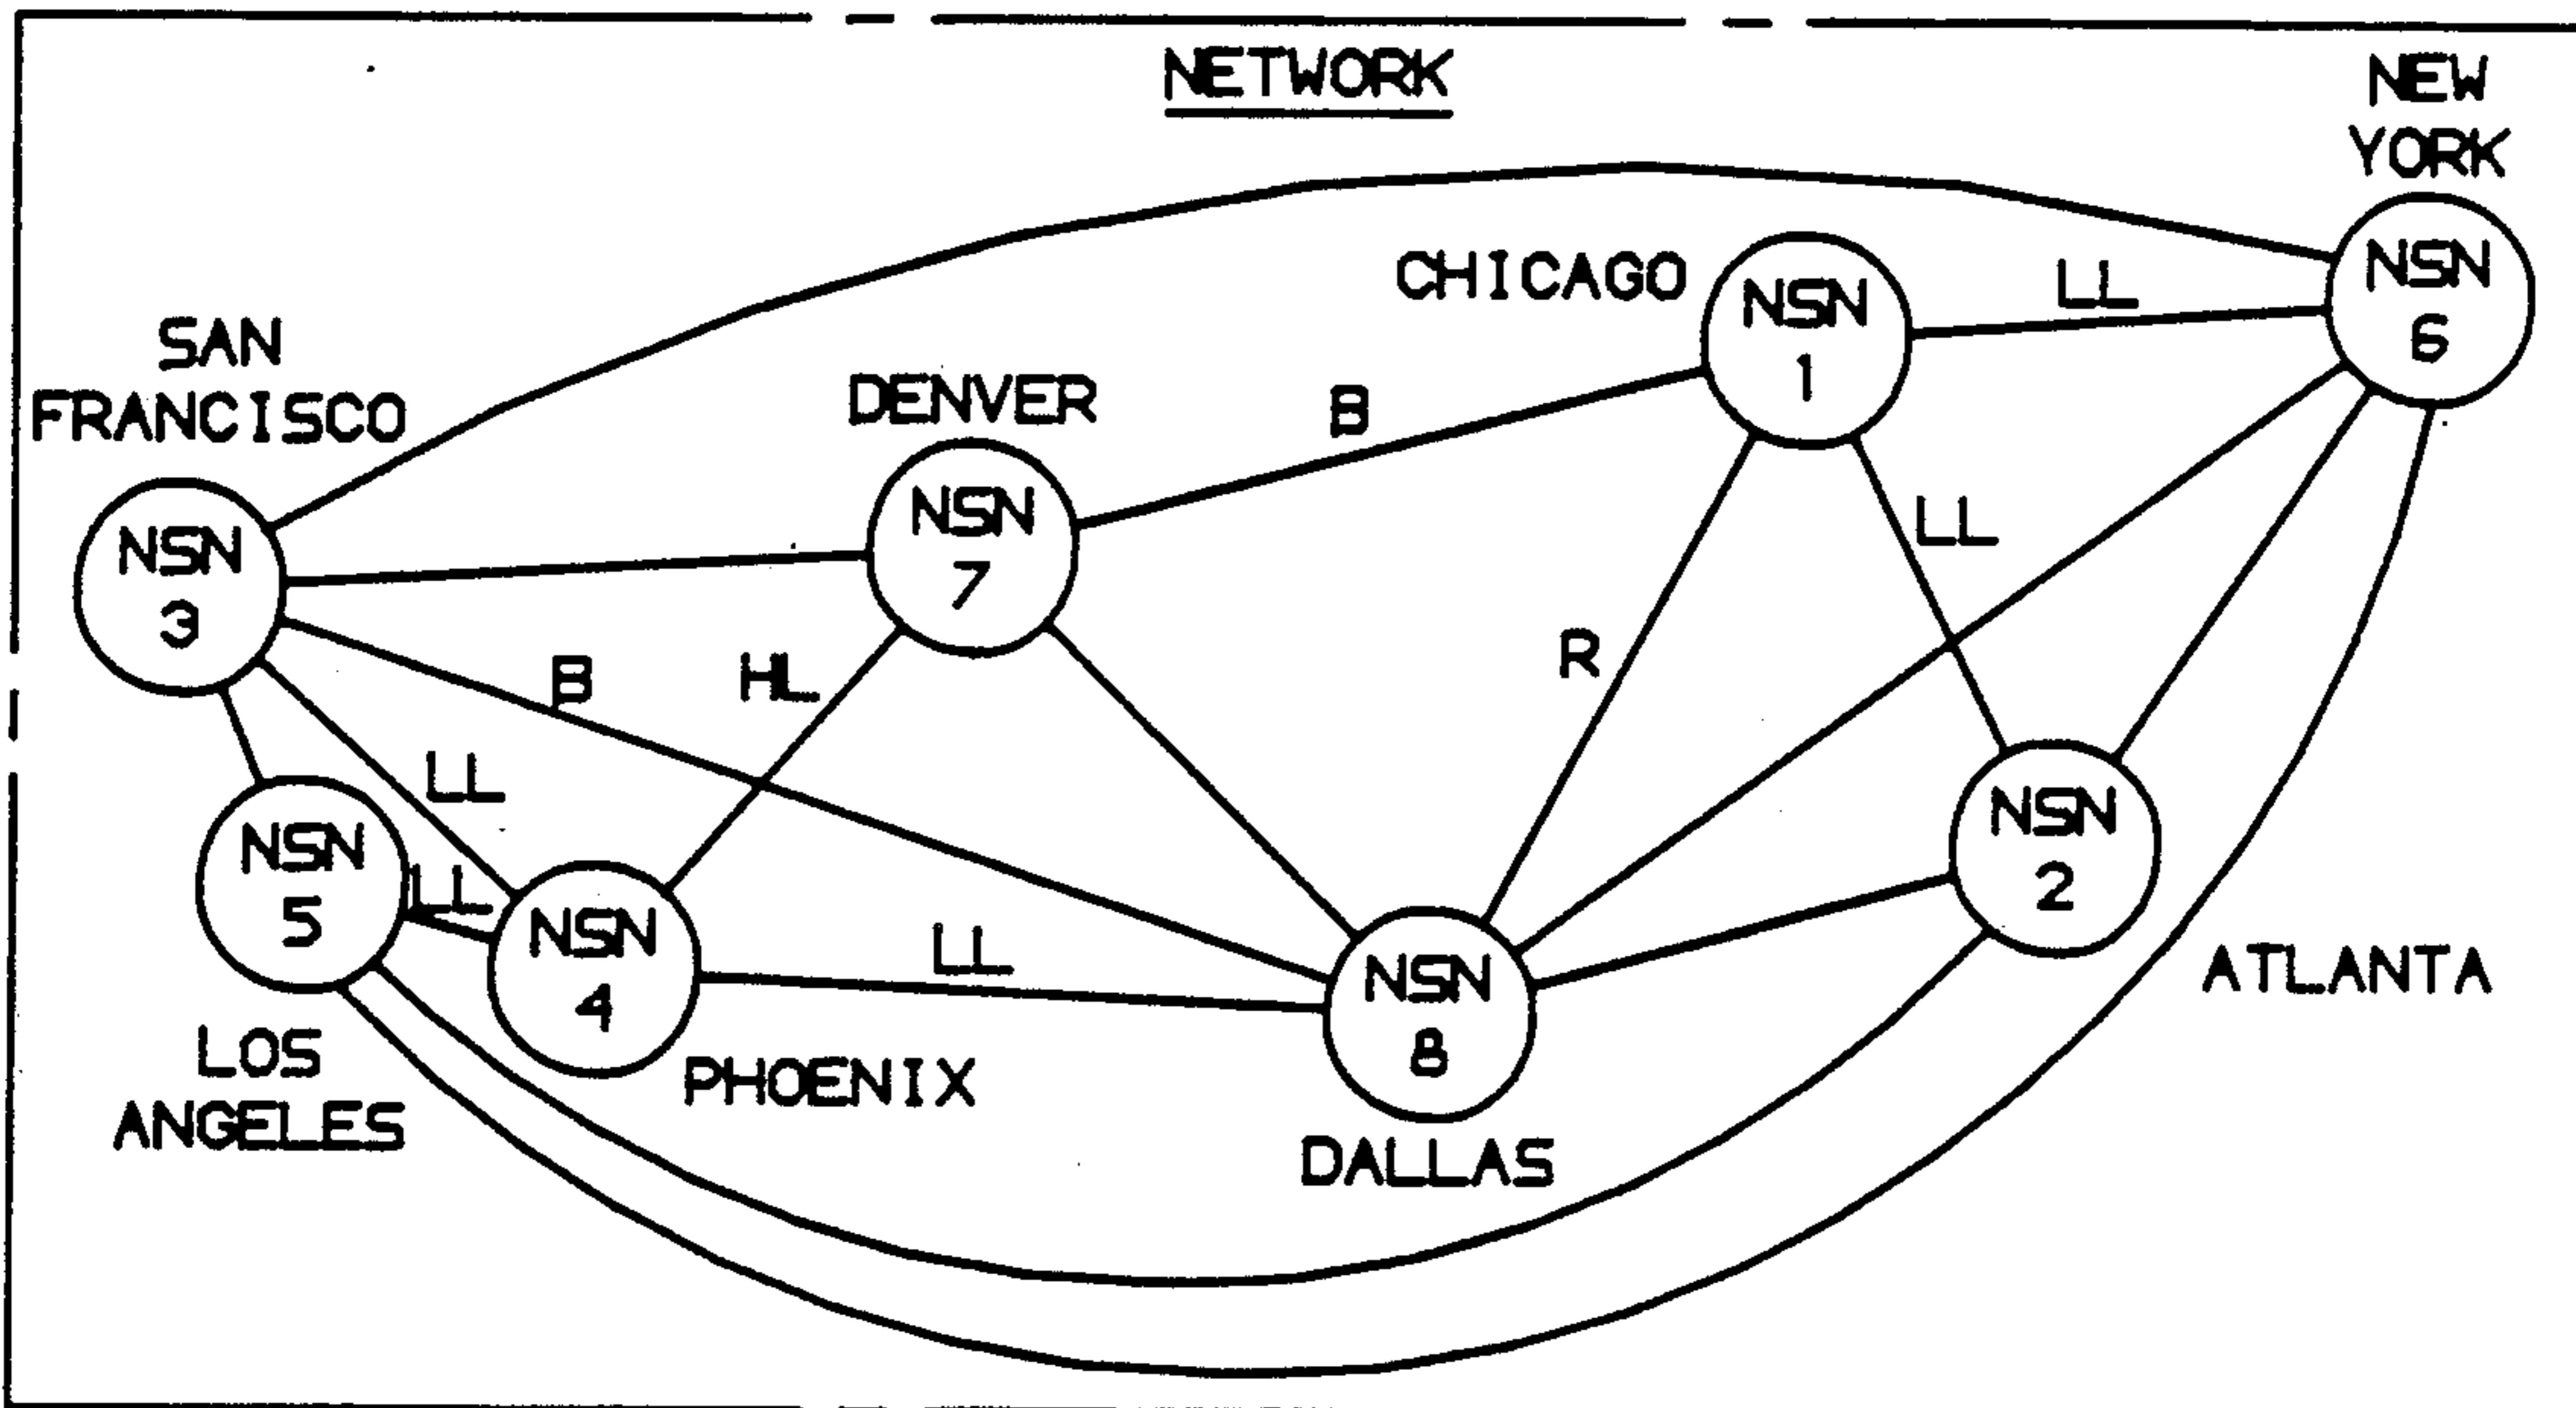 NETWORK
NEW
YORK
NSN
6
CHICAGO
NSN
1
LL
SAN
FRANCISCO
DENVER
B
NSN
7
NSN
3
LL
R
B
HL
LL
NSN
5
LL
NSN
4
PHOENIX
LL
NSN
8
DALLAS
NSN
2
ATLANTA
LOS
ANGELES